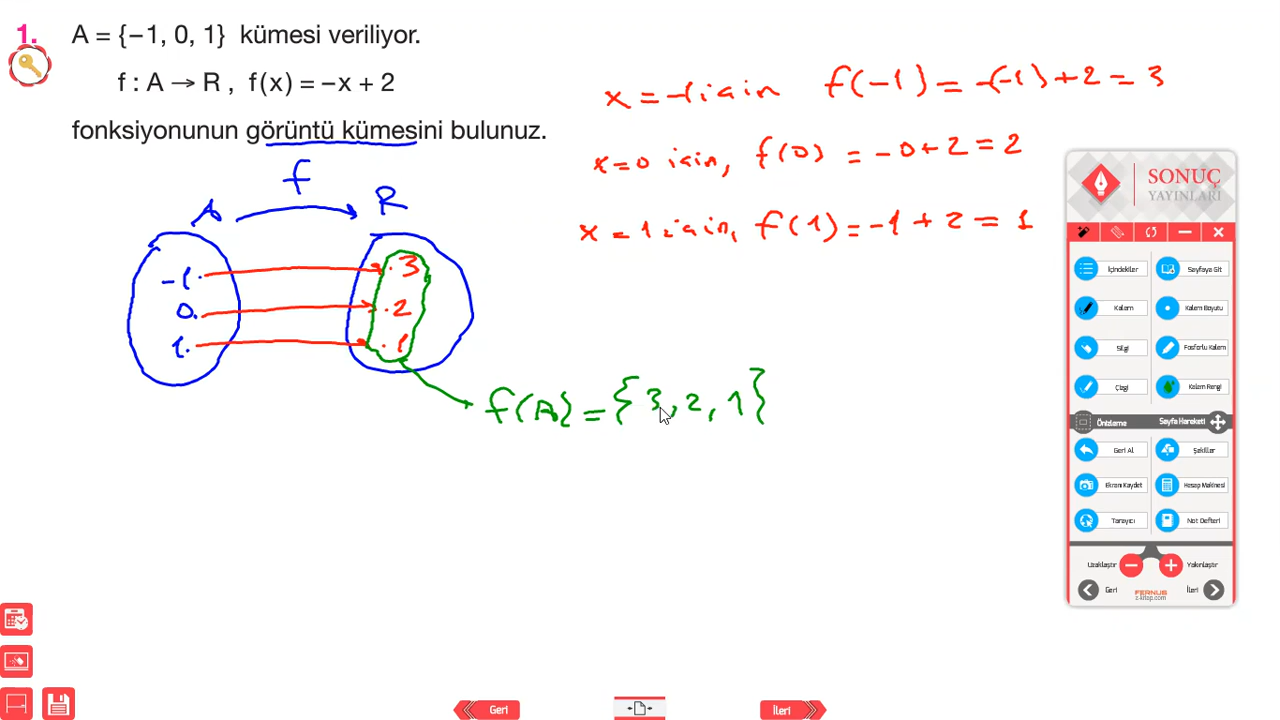 1. A = {−1, 0, 1} kümesi veriliyor.
f : A → R , f(x) = −x + 2
fonksiyonunun görüntü kümesini bulunuz.
x = -1 için f(-1) = -(-1) + 2 = 3
x=0 için, f(0) = -0+2 = 2
x = 1 için, f(1) = -1 + 2 = 1
f
A R
-1. .3
0. .2
1. .1
f(A) = {3, 2, 1}
SONUÇ
YAYINLARI
İçindekiler Sayfaya Git
Kalem Kalem Boyutu
Silgi Fosforlu Kalem
Çizgi Kalem Rengi
Önizleme Sayfa Hareketi
Geri Al Şekiller
Ekranı Kaydet Hesap Makinesi
Tarayıcı Not Defteri
Uzaklaştır Yakınlaştır
Geri FERNUS İleri
z-kitap.com
Geri İleri